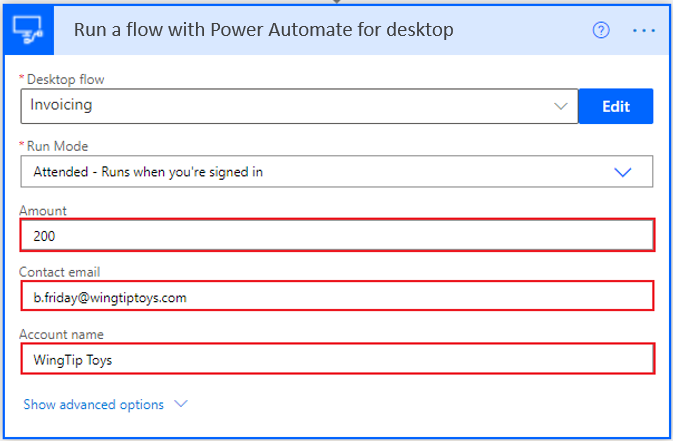 Run a flow with Power Automate for desktop
* Desktop flow
Invoicing
Edit
* Run Mode
Attended - Runs when you're signed in
Amount
200
Contact email
b.friday@wingtiptoys.com
Account name
WingTip Toys
Show advanced options